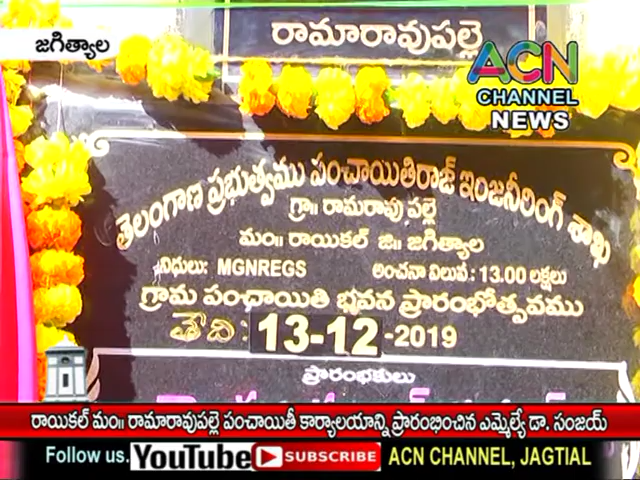 రామారావుపల్లె
జగిత్యాల
ACN
CHANNEL
NEWS
తెలంగాణ ప్రభుత్వము పంచాయితిరాజ్ ఇంజనీరింగ్ శాఖ
గ్రా॥ రామరావు పల్లె
మం॥ రాయికల్ జి॥ జగిత్యాల
నిధులు: MGNREGS అంచనా విలువ: 13.00 లక్షలు
గ్రామ పంచాయితి భవన ప్రారంభోత్సవము
తేది: 13-12-2019
ప్రారంభకులు
రాయికల్ మం॥ రామారావుపల్లె పంచాయితీ కార్యాలయాన్ని ప్రారంభించిన ఎమ్మెల్యే డా. సంజయ్
Follow us. YouTube SUBSCRIBE ACN CHANNEL, JAGTIAL